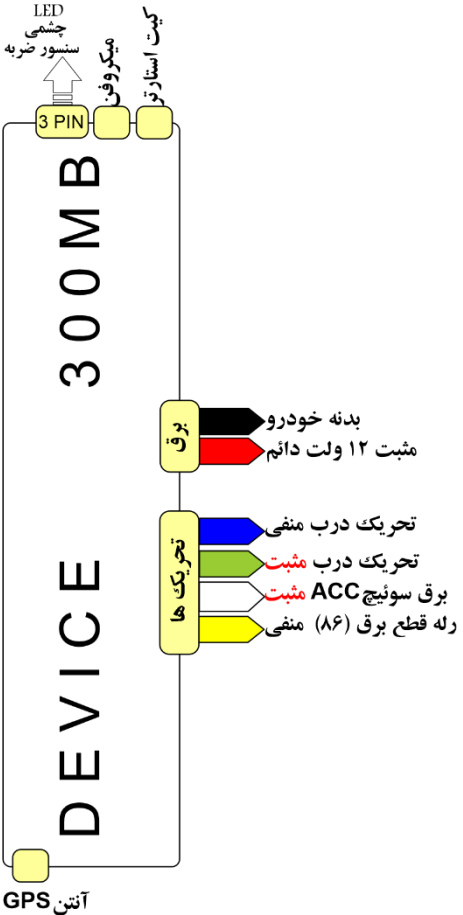 LED
چشمی
سنسور ضربه
میکروفن
کیت استارتر
3 PIN
DEVICE 300MB
برق
بدنه خودرو
مثبت ۱۲ ولت دائم
تحریک ها
تحریک درب منفی
تحریک درب مثبت
برق سوئیچ ACC مثبت
رله قطع برق (۸۶) منفی
آنتن GPS